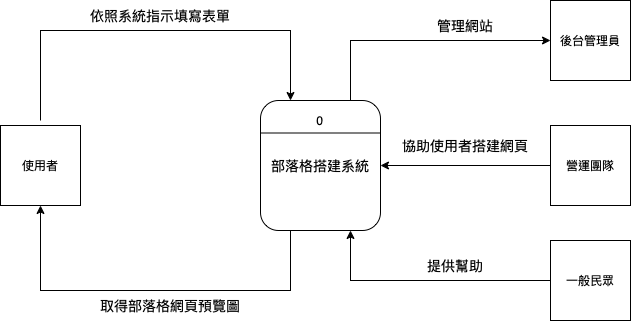 依照系統指示填寫表單
管理網站
後台管理員
0
部落格搭建系統
使用者
協助使用者搭建網頁
營運團隊
提供幫助
一般民眾
取得部落格網頁預覽圖